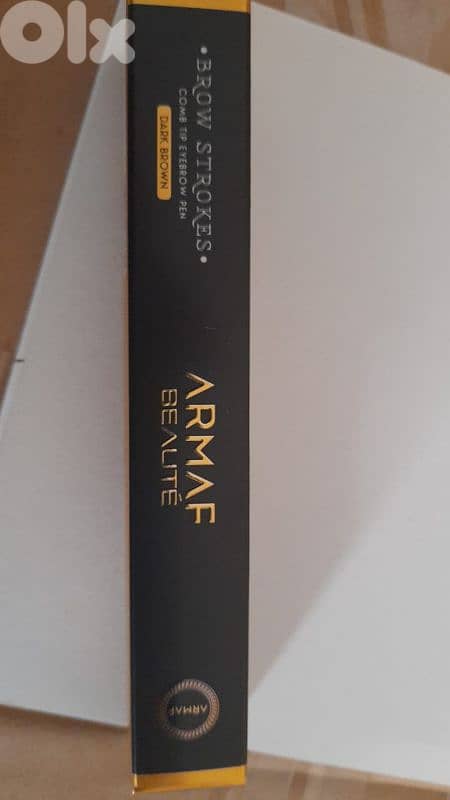 OLX
•BROW STROKES•
COMB TIP EYEBROW PEN
DARK BROWN
ARMAF
BEAUTÉ
ARMAF